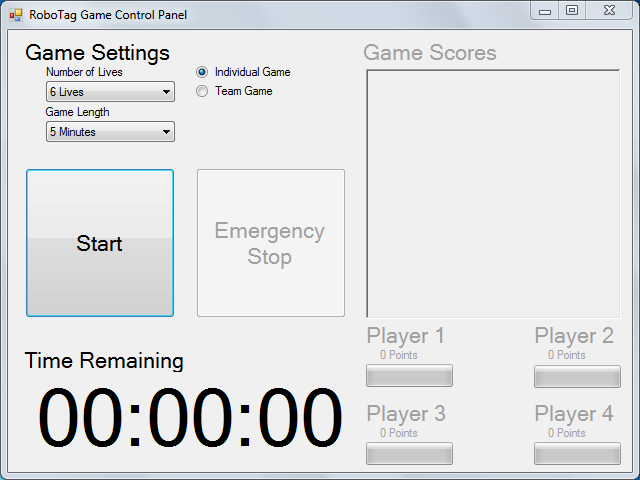 RoboTag Game Control Panel
Game Settings
Number of Lives
6 Lives
Game Length
5 Minutes
Individual Game
Team Game
Start
Emergency
Stop
Time Remaining
00:00:00
Game Scores
Player 1
0 Points
Player 2
0 Points
Player 3
0 Points
Player 4
0 Points